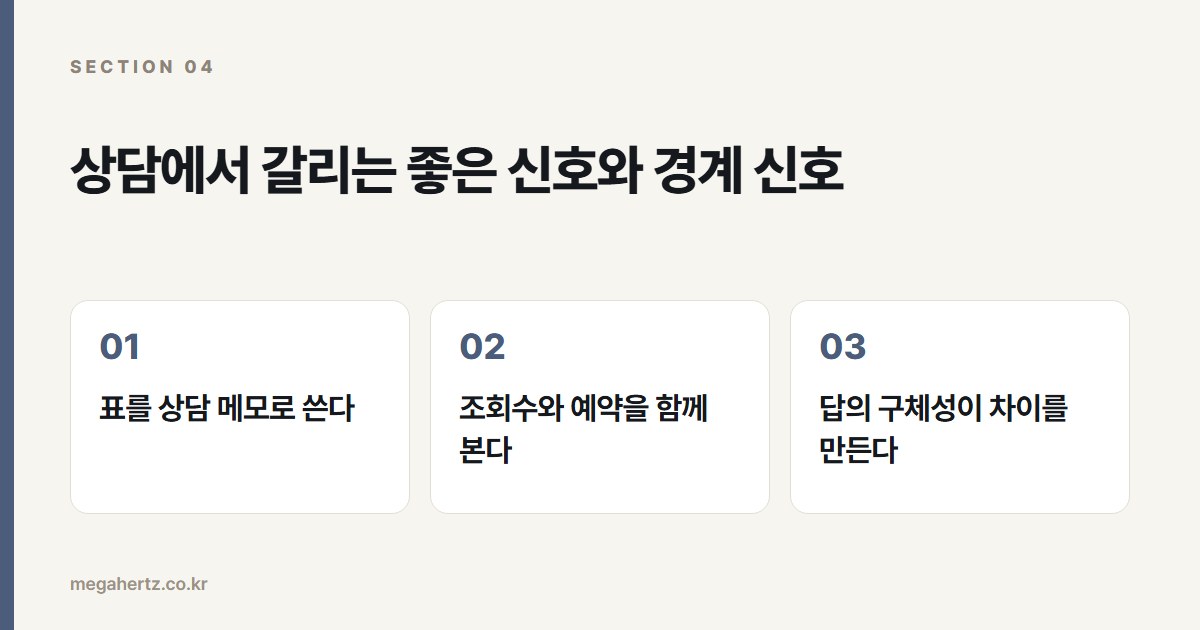 SECTION 04
상담에서 갈리는 좋은 신호와 경계 신호
01
표를 상담 메모로 쓴다
02
조회수와 예약을 함께
본다
03
답의 구체성이 차이를
만든다
megahertz.co.kr